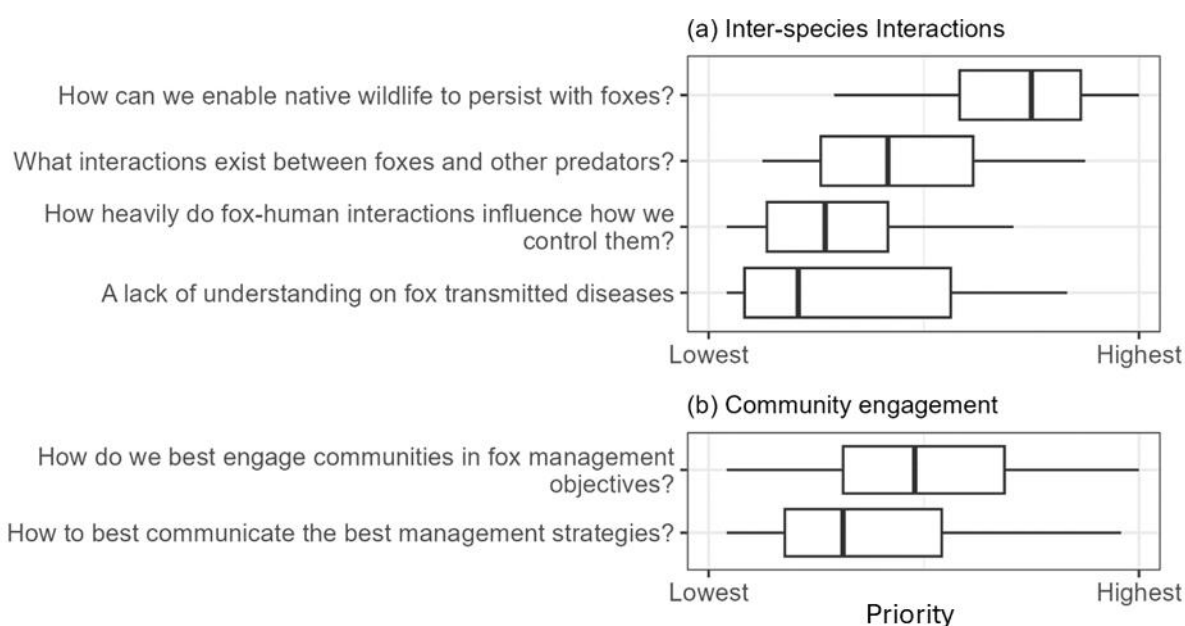 (a) Inter-species Interactions
How can we enable native wildlife to persist with foxes?
What interactions exist between foxes and other predators?
How heavily do fox-human interactions influence how we
control them?
A lack of understanding on fox transmitted diseases
Lowest Highest
(b) Community engagement
How do we best engage communities in fox management
objectives?
How to best communicate the best management strategies?
Lowest Highest
Priority